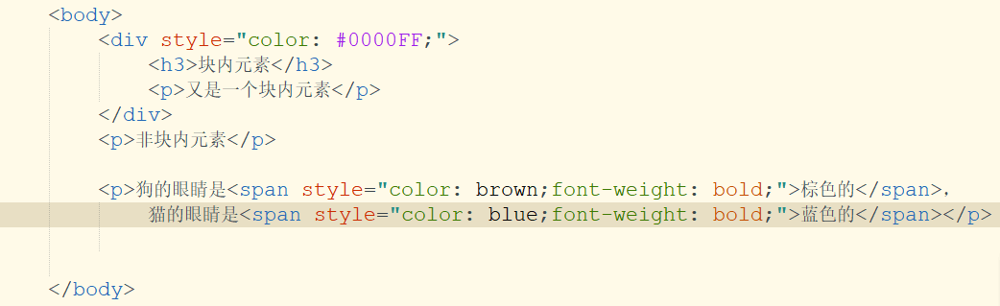 <body>
<div style="color: #0000FF;">
<h3>块内元素</h3>
<p>又是一个块内元素</p>
</div>
<p>非块内元素</p>
<p>狗的眼睛是<span style="color: brown;font-weight: bold;">棕色的</span>，
猫的眼睛是<span style="color: blue;font-weight: bold;">蓝色的</span></p>
</body>